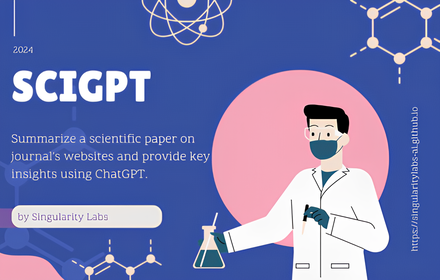 2024
SCIGPT
Summarize a scientific paper on
journal's websites and provide key
insights using ChatGPT.
by Singularity Labs
https://singularitylabs-ai.github.io